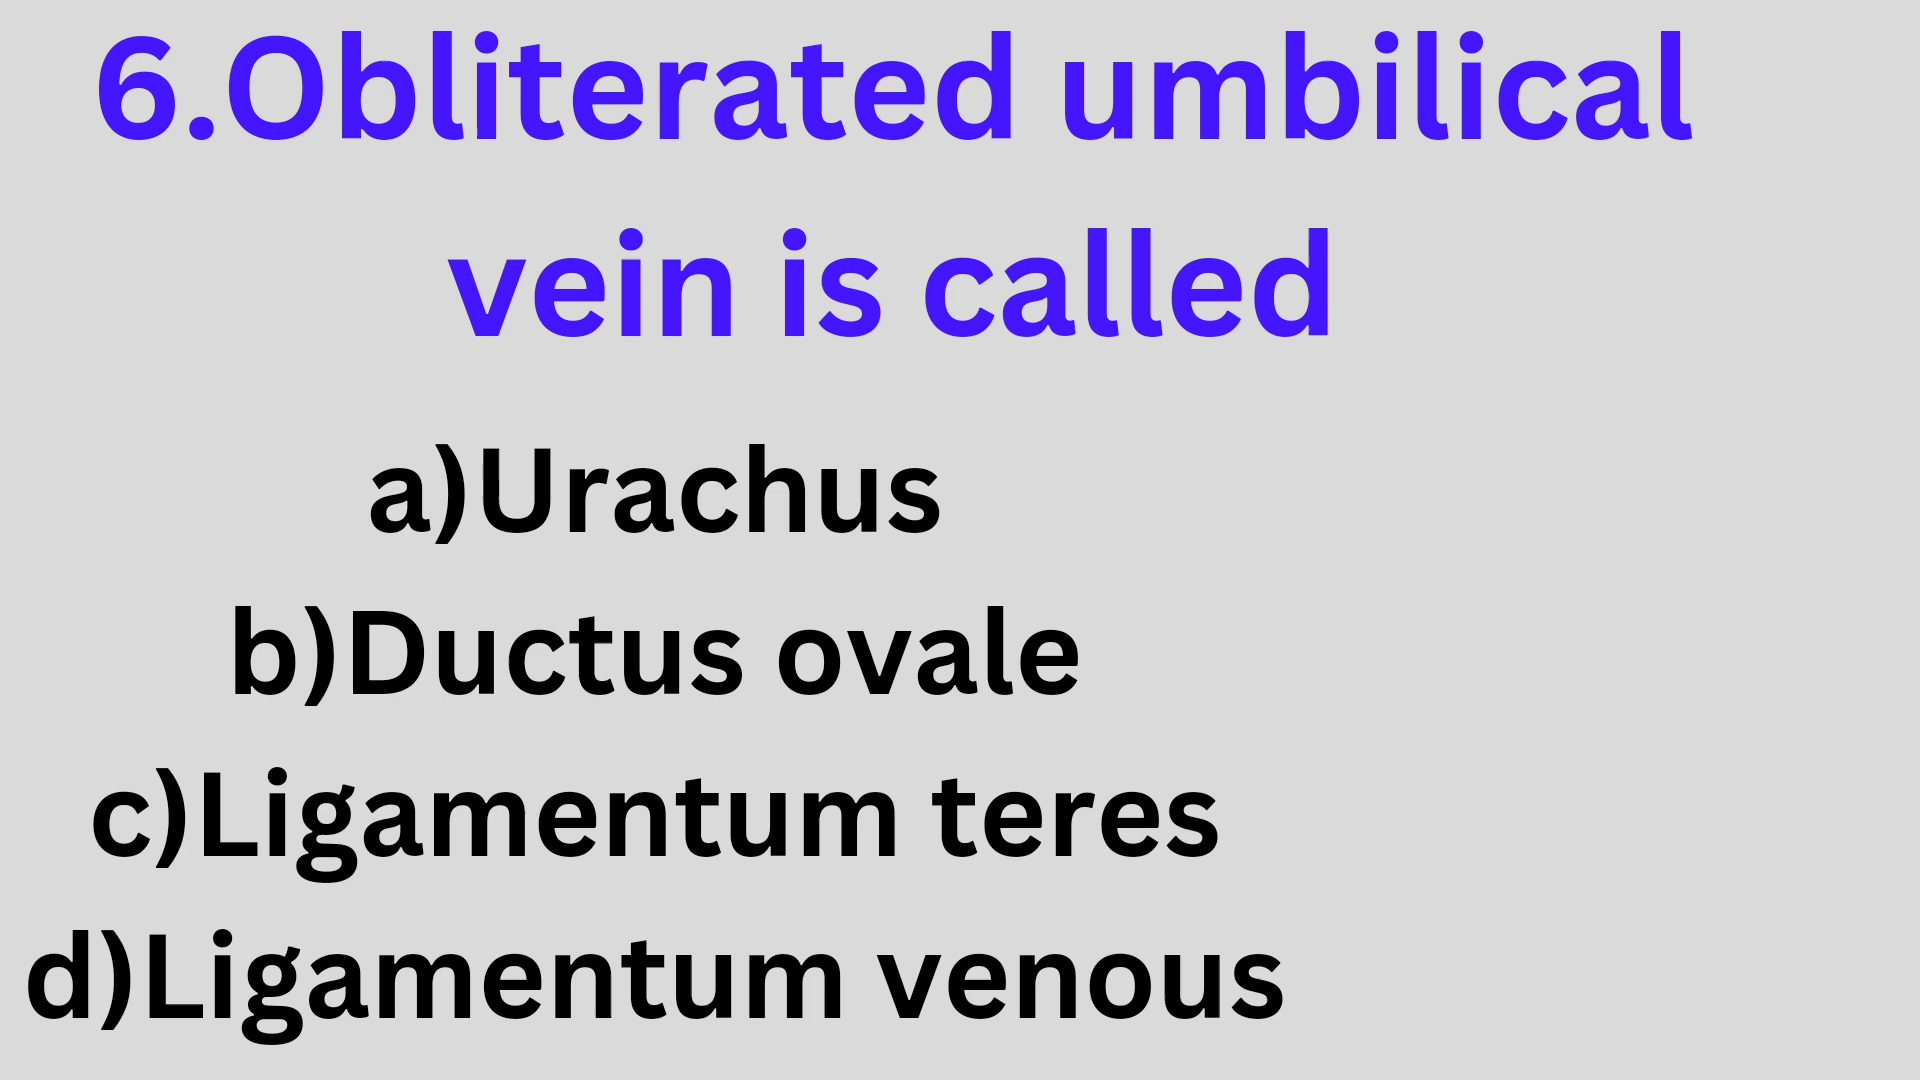 6.Obliterated umbilical
vein is called
a)Urachus
b)Ductus ovale
c)Ligamentum teres
d)Ligamentum venous